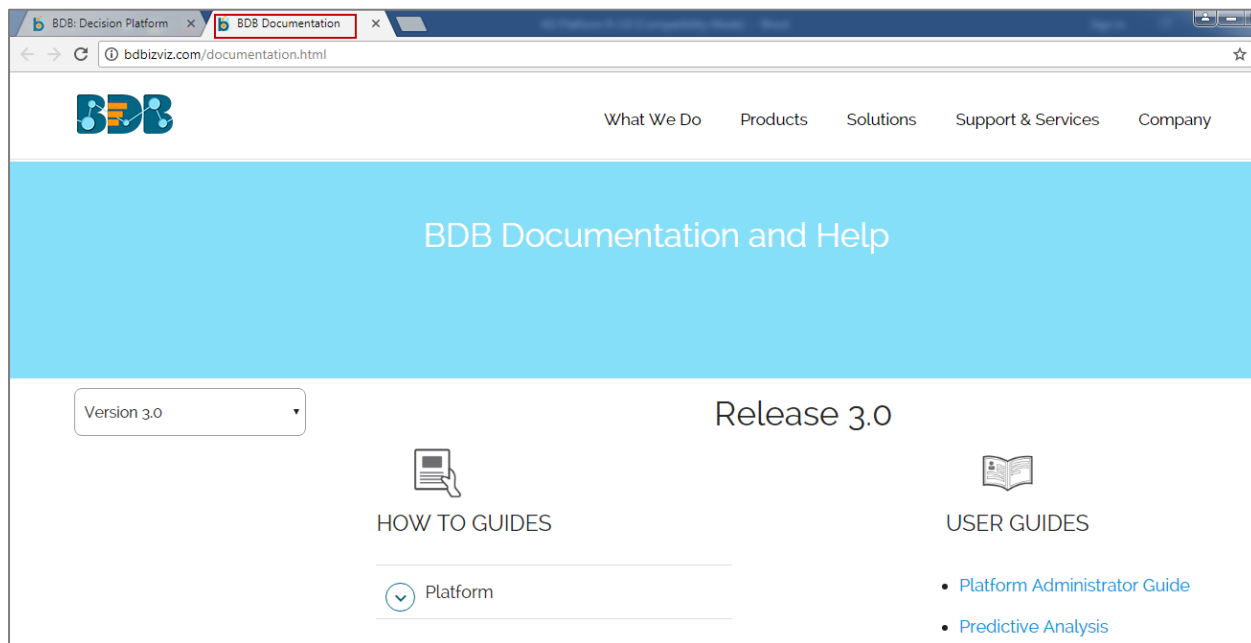 BDB: Decision Platform
BDB Documentation
bdbizviz.com/documentation.html
BDB
What We Do Products Solutions Support & Services Company
BDB Documentation and Help
Version 3.0
Release 3.0
HOW TO GUIDES
USER GUIDES
Platform
Platform Administrator Guide
Predictive Analysis